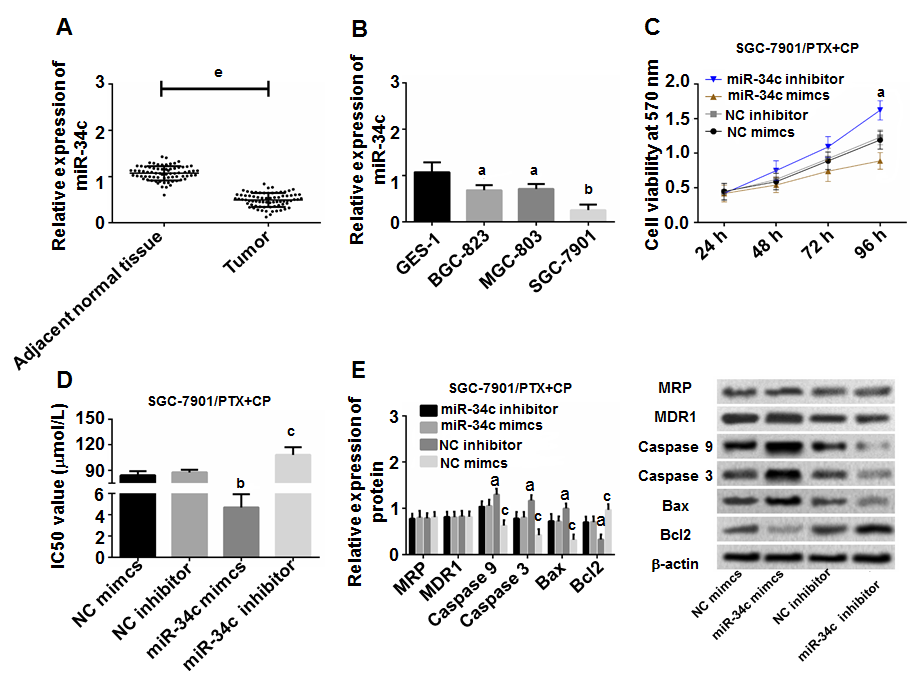 A
Relative expression of
miR-34c
3
2
1
0
e
Adjacent normal tissue
Tumor
B
Relative expression of
miR-34c
3
2
1
0
a
a
b
GES-1
BGC-823
MGC-803
SGC-7901
C
SGC-7901/PTX+CP
Cell viability at 570 nm
2.0
1.5
1.0
0.5
0.0
miR-34c inhibitor
miR-34c mimcs
NC inhibitor
NC mimcs
a
24 h
48 h
72 h
96 h
D
SGC-7901/PTX+CP
IC50 value (μmol/L)
150
120
90
6
4
2
0
b
c
NC mimcs
NC inhibitor
miR-34c mimcs
miR-34c inhibitor
E
SGC-7901/PTX+CP
Relative expression of
protein
3
2
1
0
miR-34c inhibitor
miR-34c mimcs
NC inhibitor
NC mimcs
a
c
a
c
a
c
a
c
MRP
MDR1
Caspase 9
Caspase 3
Bax
Bcl2
MRP
MDR1
Caspase 9
Caspase 3
Bax
Bcl2
β-actin
NC mimcs
miR-34c mimcs
NC inhibitor
miR-34c inhibitor